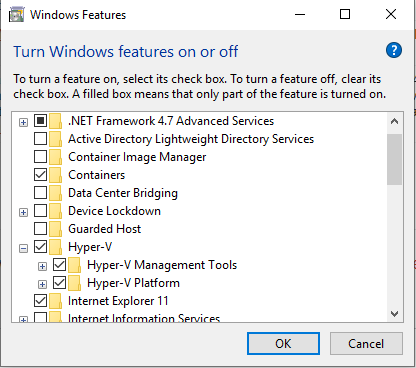 Windows Features
Turn Windows features on or off
To turn a feature on, select its check box. To turn a feature off, clear its
check box. A filled box means that only part of the feature is turned on.
.NET Framework 4.7 Advanced Services
Active Directory Lightweight Directory Services
Container Image Manager
Containers
Data Center Bridging
Device Lockdown
Guarded Host
Hyper-V
Hyper-V Management Tools
Hyper-V Platform
Internet Explorer 11
Internet Information Services
OK
Cancel